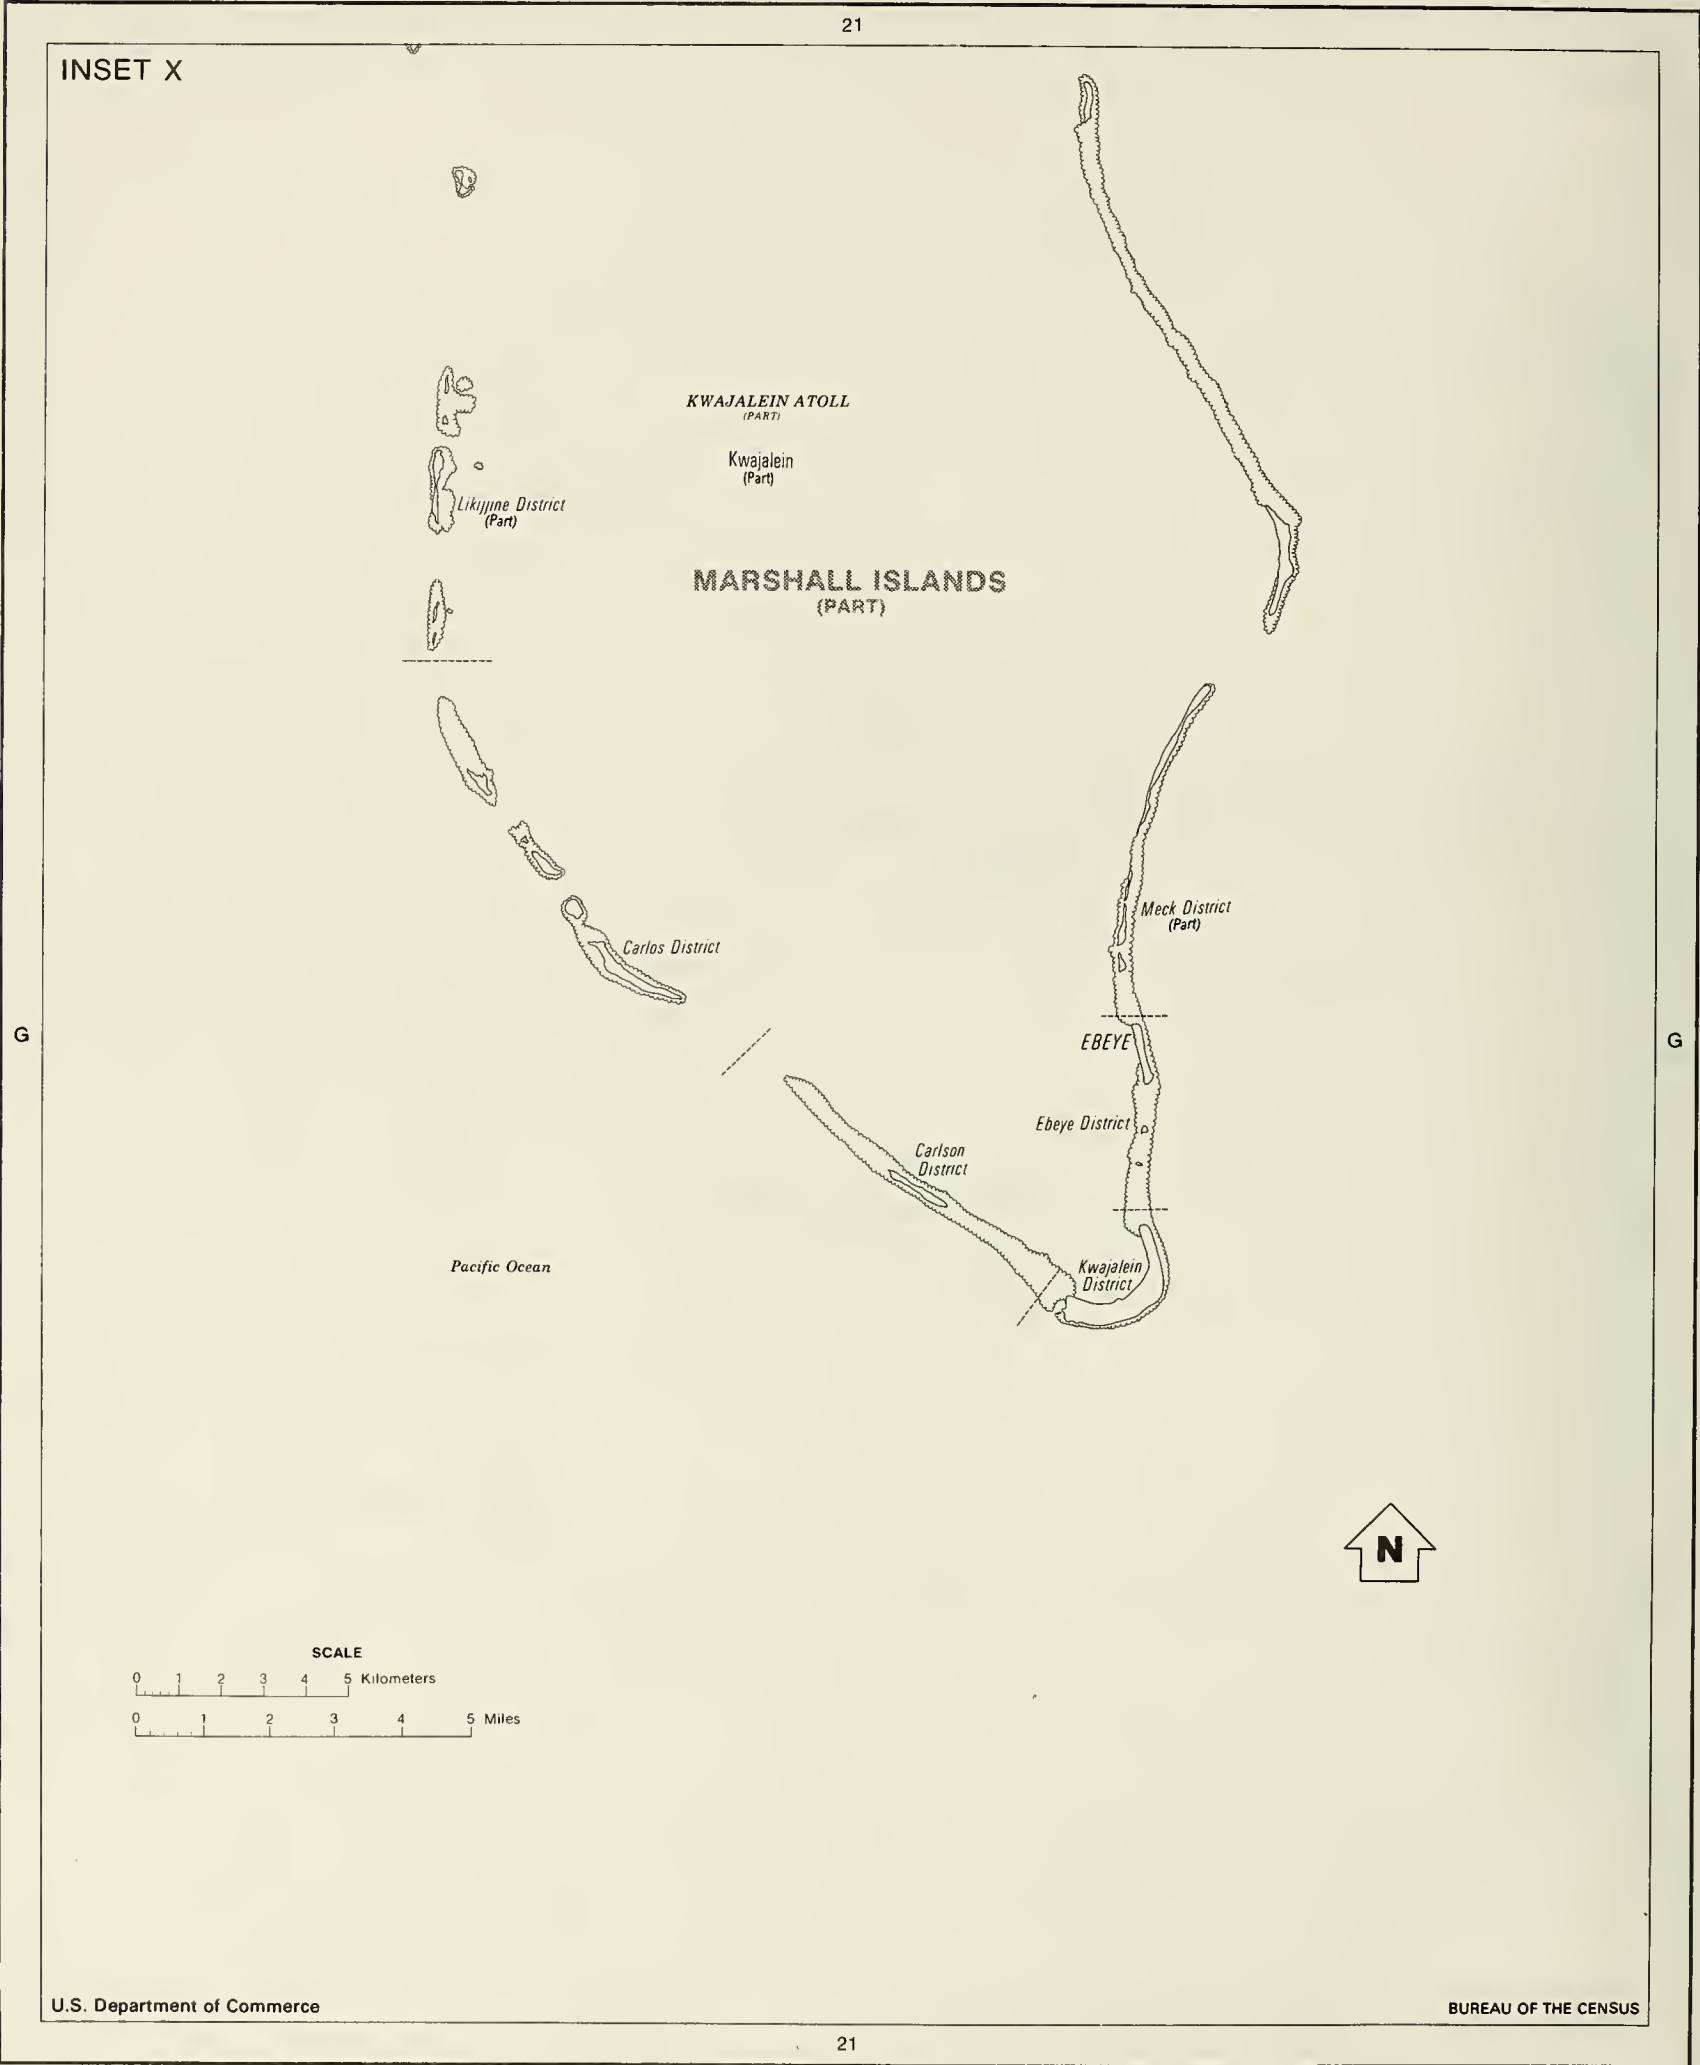 21
INSET X
KWAJALEIN ATOLL
(PART)
Kwajalein
(Part)
Likijjine District
(Part)
MARSHALL ISLANDS
(PART)
Meck District
(Part)
Carlos District
G
G
EBEYE
Ebeye District
Carlson
District
Pacific Ocean
Kwajalein
District
N
SCALE
0 1 2 3 4 5 Kilometers
0 1 2 3 4 5 Miles
U.S. Department of Commerce
BUREAU OF THE CENSUS
21